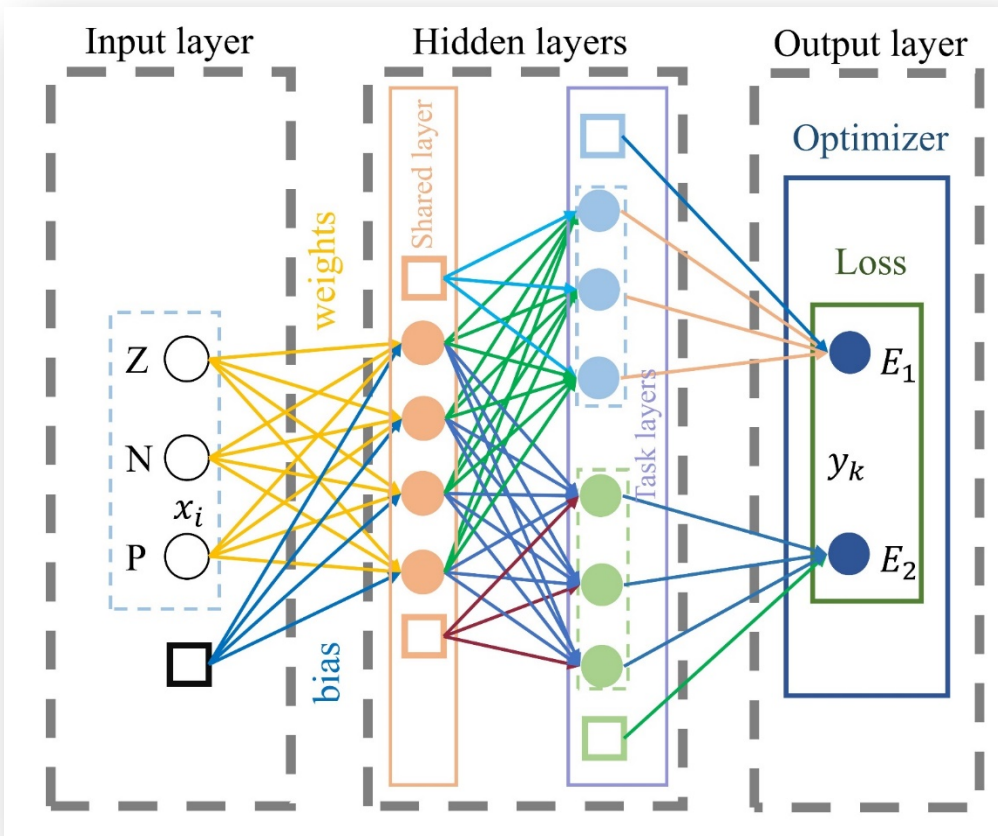 Input layer
Hidden layers
Output layer
Shared layer
Optimizer
weights
Loss
Z
E₁
Task layers
N
yₖ
xᵢ
P
E₂
bias